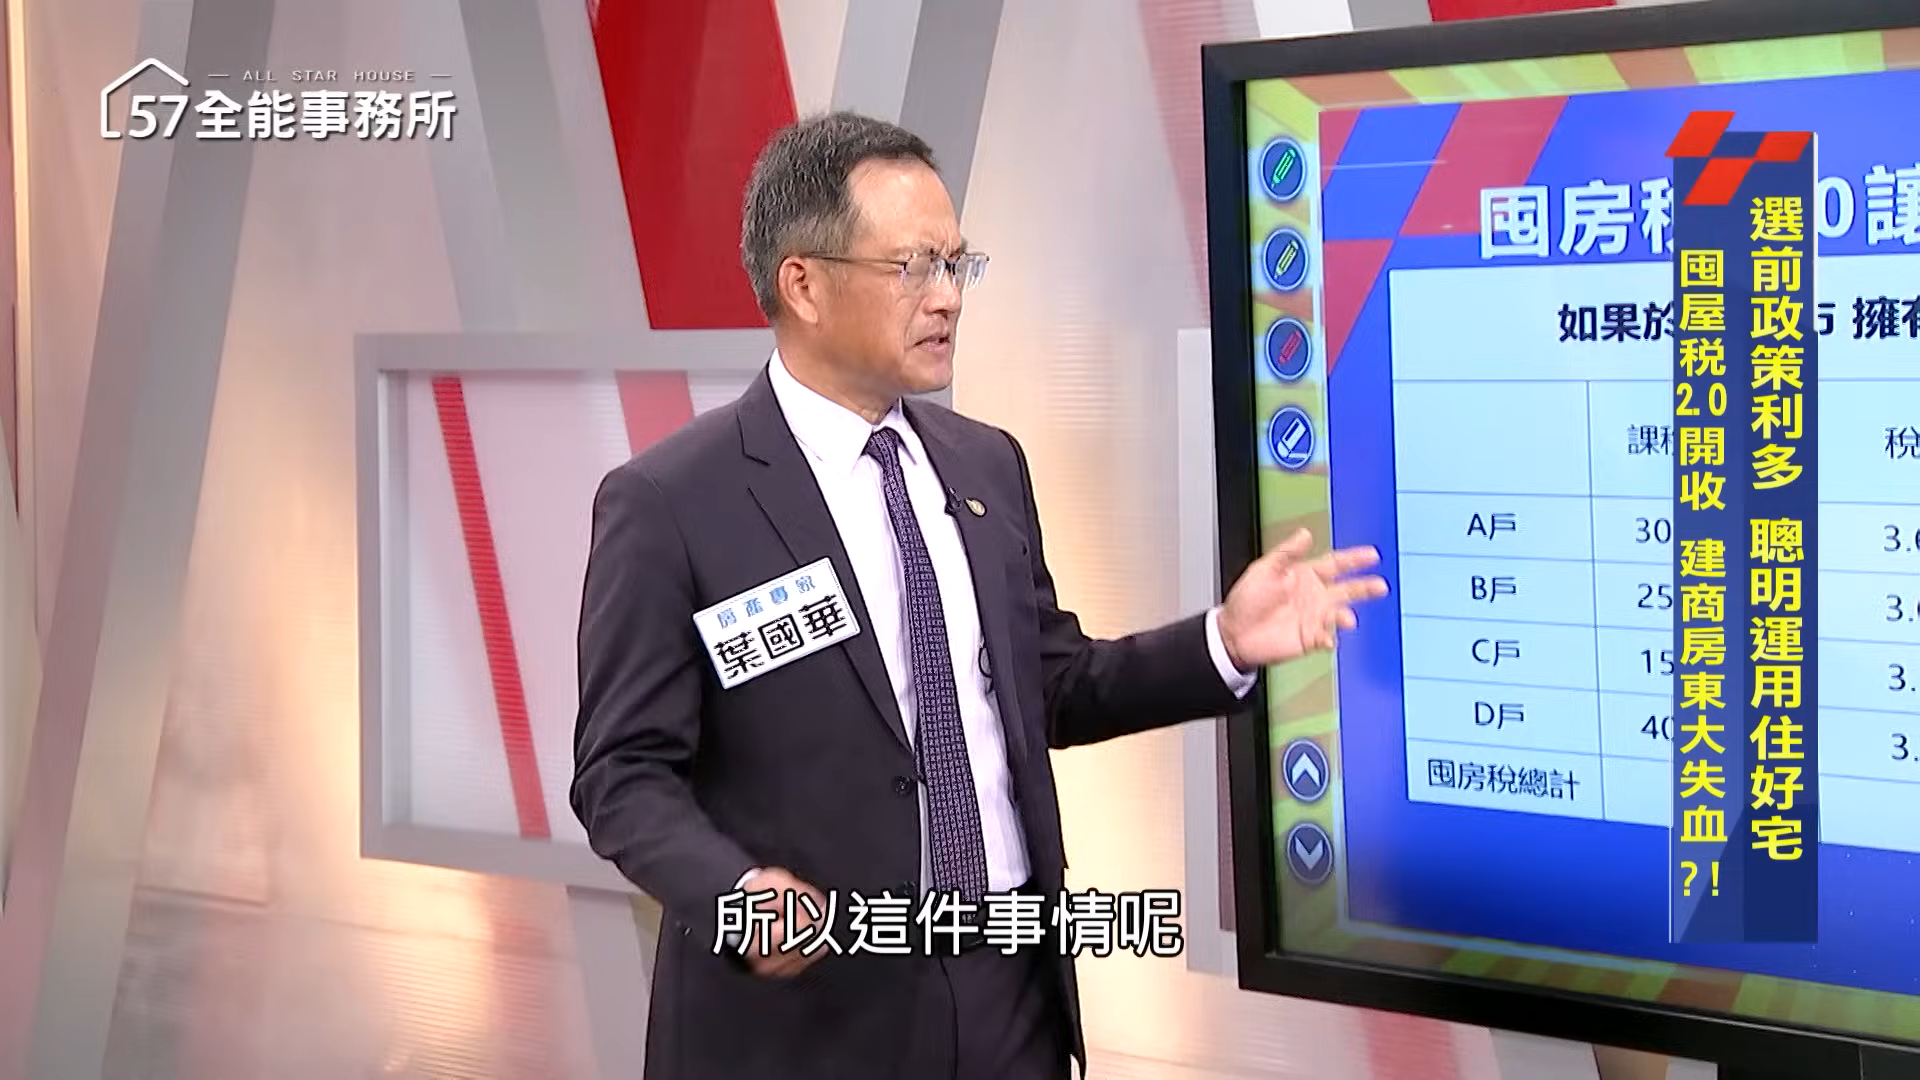 ALL STAR HOUSE
57全能事務所
房產專家
葉國華
囤房稅
0讓
如果於
5 擁有
課稅
稅
A戶
30
3.6
B戶
25
3.6
C戶
15
3.
D戶
40
3.
囤房稅總計
選前政策利多 聰明運用住好宅
囤屋稅2.0開收 建商房東大失血?!
所以這件事情呢